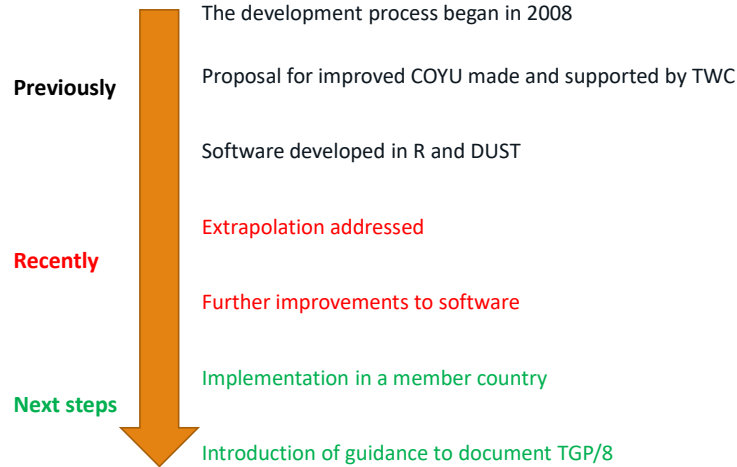 The development process began in 2008
Previously
Proposal for improved COYU made and supported by TWC
Software developed in R and DUST
Extrapolation addressed
Recently
Further improvements to software
Implementation in a member country
Next steps
Introduction of guidance to document TGP/8